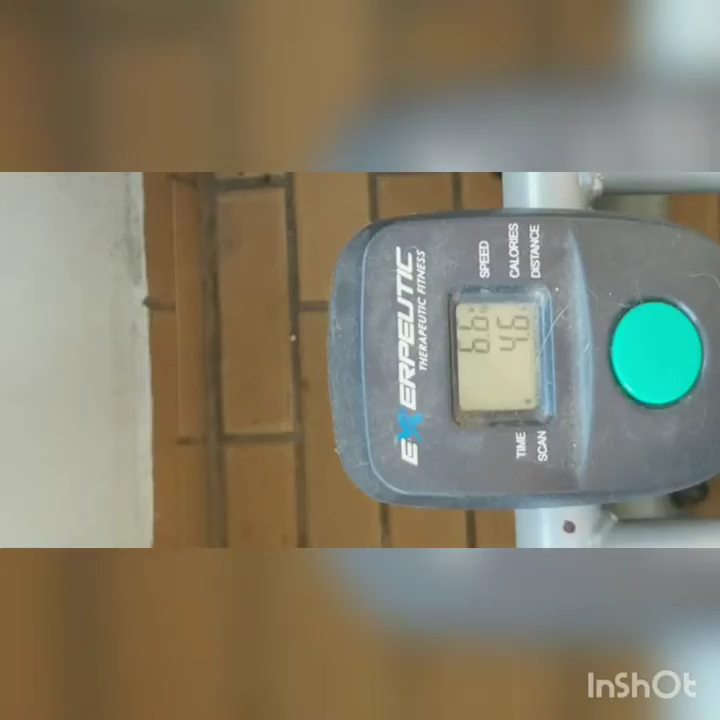 EXERPEUTIC
THERAPEUTIC FITNESS
SPEED
6.6
4.6
TIME
CALORIES
SCAN
DISTANCE
InShOt